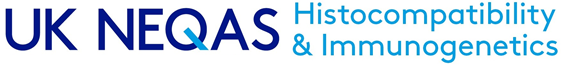 UK NEQAS
Histocompatibility
& Immunogenetics